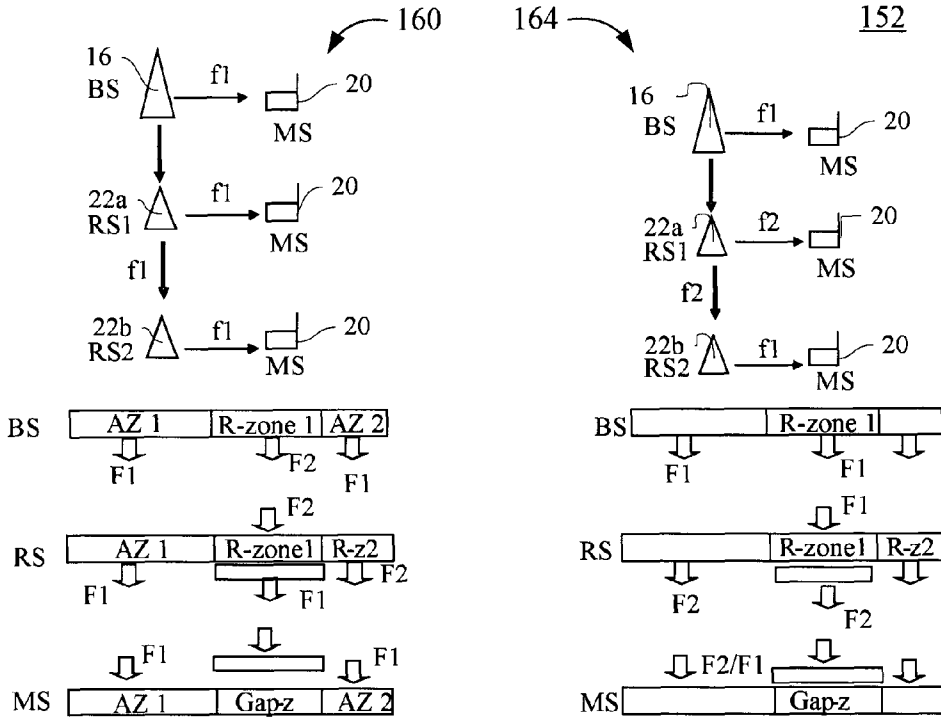 160
164
152
16
BS
f1
20
MS
22a
RS1
f1
20
MS
f1
22b
RS2
f1
20
MS
16
BS
f1
20
MS
22a
RS1
f2
20
MS
f2
22b
RS2
f1
20
MS
BS
AZ 1
R-zone 1
AZ 2
F1
F2
F1
F2
RS
AZ 1
R-zone1
R-z2
F1
F1
F2
F1
F1
MS
AZ 1
Gap-z
AZ 2
BS
R-zone 1
F1
F1
F1
RS
R-zone1
R-z2
F2
F2
F2/F1
MS
Gap-z